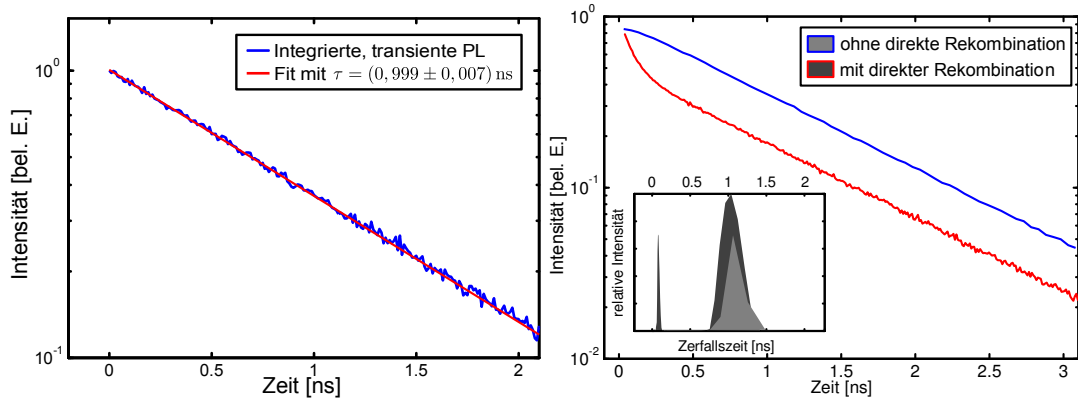 Integrierte, transiente PL
Fit mit τ = (0, 999 ± 0, 007) ns
10⁰
10⁻¹
Intensität [bel. E.]
0
0.5
1
1.5
2
Zeit [ns]
ohne direkte Rekombination
mit direkter Rekombination
10⁰
10⁻¹
10⁻²
Intensität [bel. E.]
0
0.5
1.0
1.5
2
relative Intensität
Zerfallszeit [ns]
0
0.5
1
1.5
2
2.5
3
Zeit [ns]